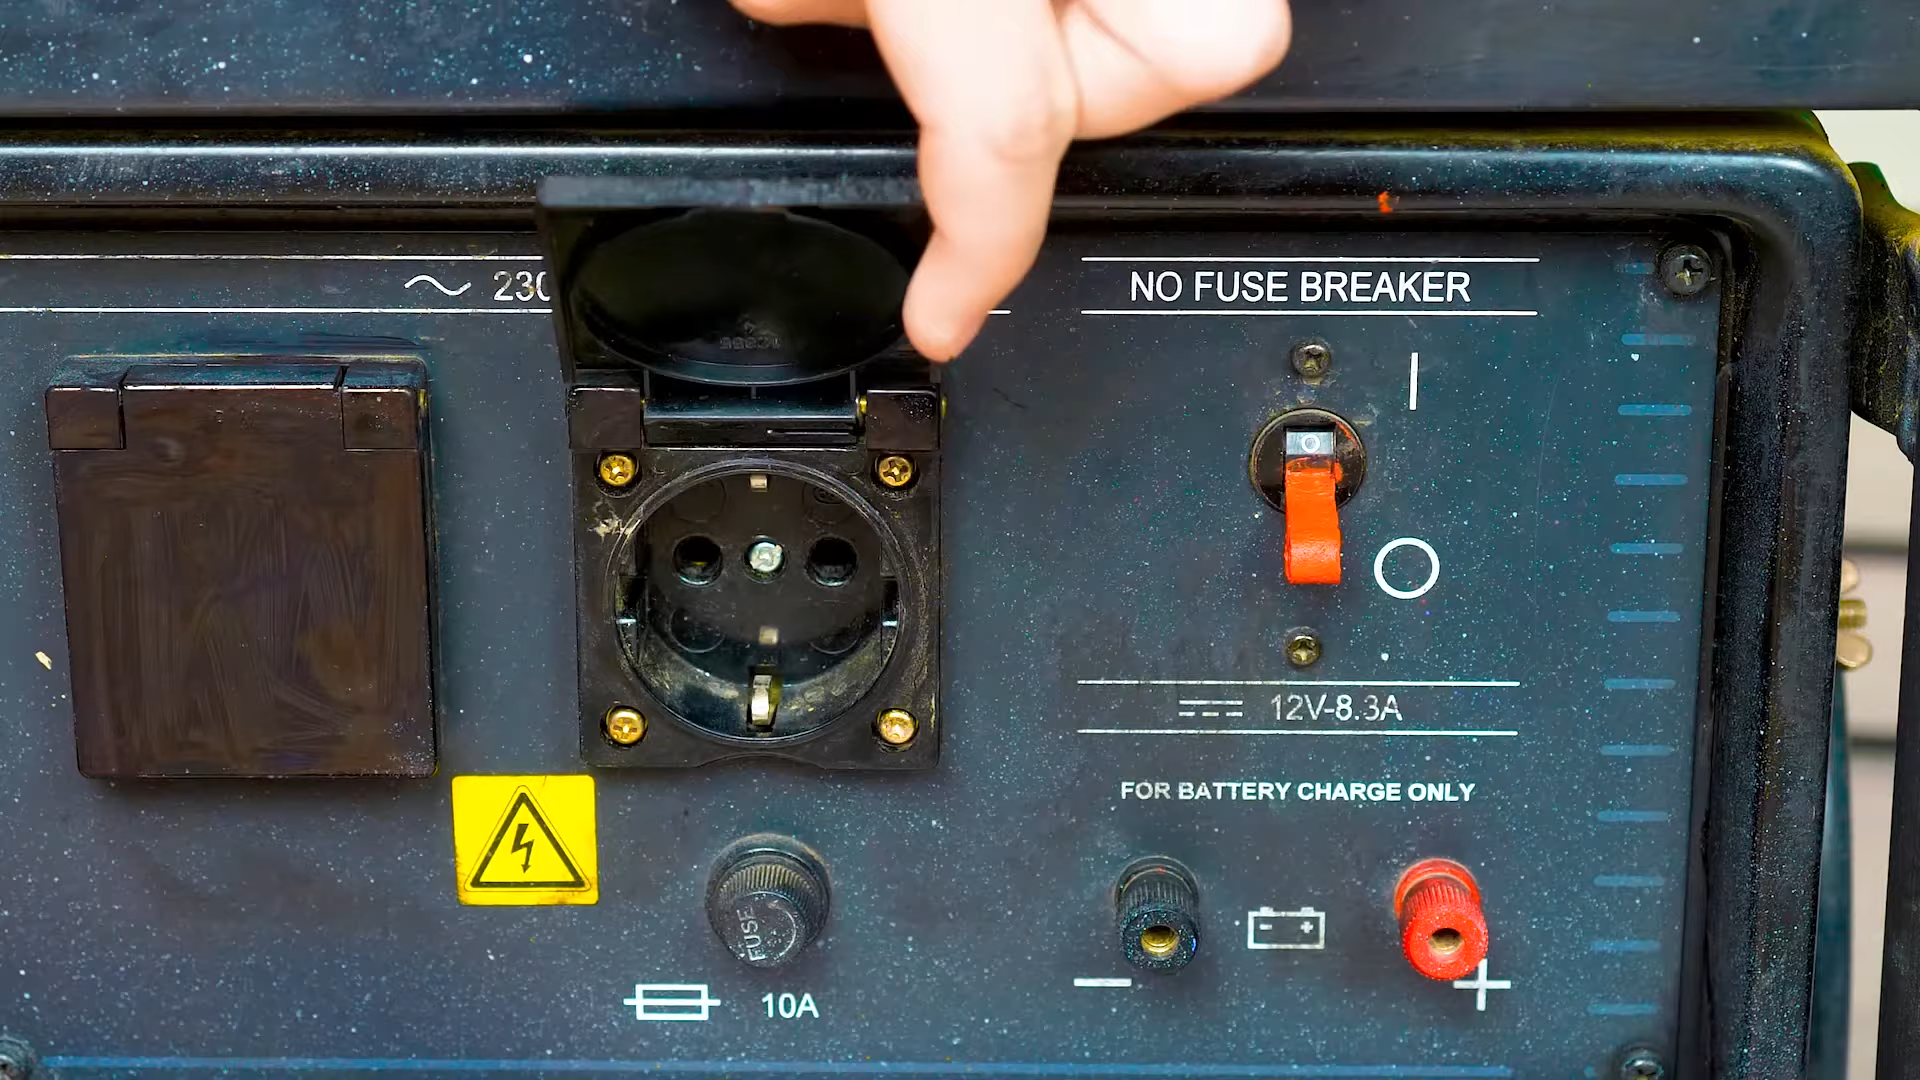 ~ 230
NO FUSE BREAKER
12V-8.3A
FOR BATTERY CHARGE ONLY
FUSE
- +
10A